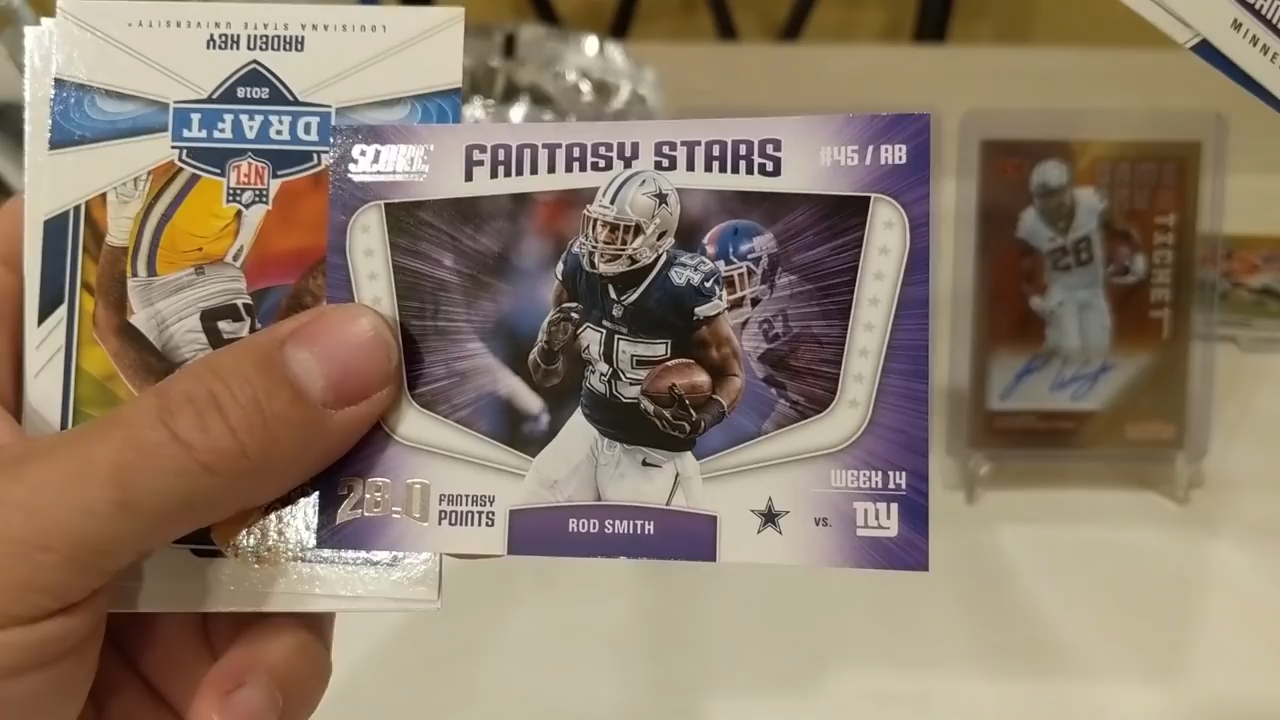 LOUISIANA STATE UNIVERSITY
ARDEN KEY
2018
DRAFT
NFL
SCORE
FANTASY STARS
#45 / RB
45
45
28.0
FANTASY
POINTS
ROD SMITH
WEEK 14
VS.
ny
MINNE
TICKET
28